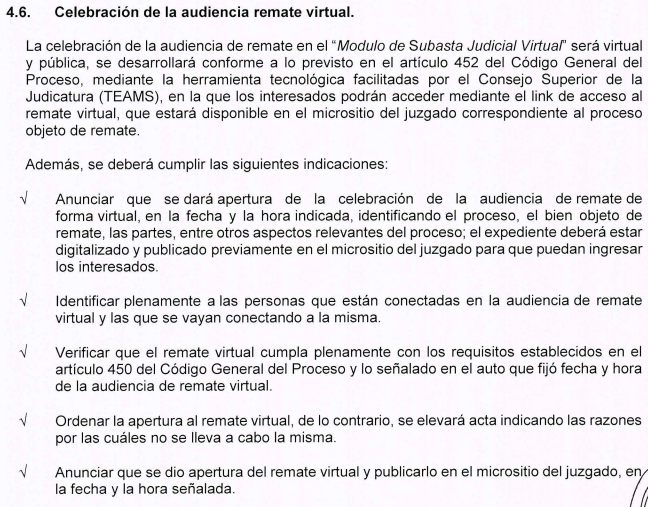 4.6. Celebración de la audiencia remate virtual.
La celebración de la audiencia de remate en el “Modulo de Subasta Judicial Virtual” será virtual
y pública, se desarrollará conforme a lo previsto en el artículo 452 del Código General del
Proceso, mediante la herramienta tecnológica facilitadas por el Consejo Superior de la
Judicatura (TEAMS), en la que los interesados podrán acceder mediante el link de acceso al
remate virtual, que estará disponible en el micrositio del juzgado correspondiente al proceso
objeto de remate.
Además, se deberá cumplir las siguientes indicaciones:
√ Anunciar que se dará apertura de la celebración de la audiencia de remate de
forma virtual, en la fecha y la hora indicada, identificando el proceso, el bien objeto de
remate, las partes, entre otros aspectos relevantes del proceso; el expediente deberá estar
digitalizado y publicado previamente en el micrositio del juzgado para que puedan ingresar
los interesados.
√ Identificar plenamente a las personas que están conectadas en la audiencia de remate
virtual y las que se vayan conectando a la misma.
√ Verificar que el remate virtual cumpla plenamente con los requisitos establecidos en el
artículo 450 del Código General del Proceso y lo señalado en el auto que fijó fecha y hora
de la audiencia de remate virtual.
√ Ordenar la apertura al remate virtual, de lo contrario, se elevará acta indicando las razones
por las cuáles no se lleva a cabo la misma.
√ Anunciar que se dio apertura del remate virtual y publicarlo en el micrositio del juzgado, en
la fecha y la hora señalada.